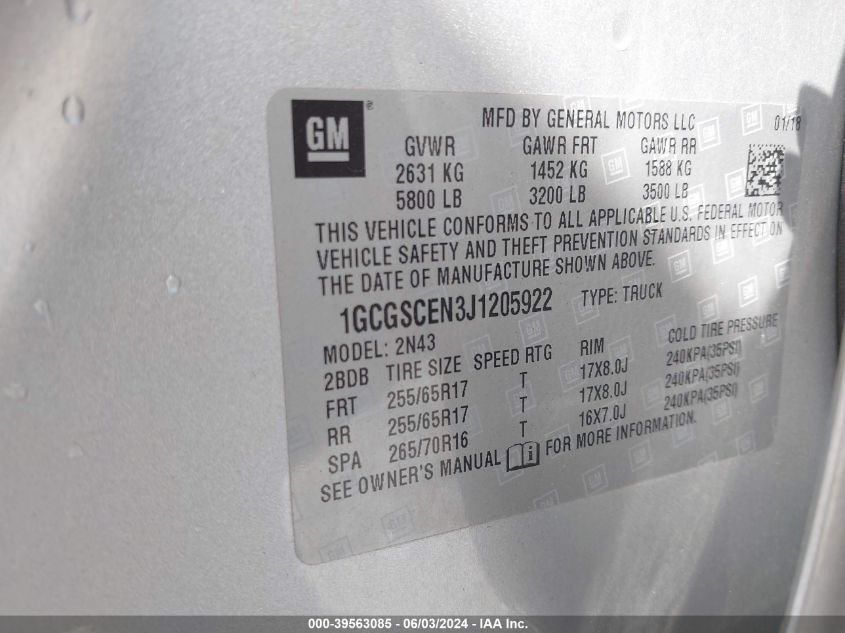 GM ®
MFD BY GENERAL MOTORS LLC 01/18
GVWR GAWR FRT GAWR RR
2631 KG 1452 KG 1588 KG
5800 LB 3200 LB 3500 LB
THIS VEHICLE CONFORMS TO ALL APPLICABLE U.S. FEDERAL MOTOR
VEHICLE SAFETY AND THEFT PREVENTION STANDARDS IN EFFECT ON
THE DATE OF MANUFACTURE SHOWN ABOVE.
1GCGSCEN3J1205922 TYPE: TRUCK
MODEL: 2N43
2BDB TIRE SIZE SPEED RTG RIM COLD TIRE PRESSURE
FRT 255/65R17 T 17X8.0J 240KPA(35PSI)
RR 255/65R17 T 17X8.0J 240KPA(35PSI)
SPA 265/70R16 T 16X7.0J 240KPA(35PSI)
SEE OWNER'S MANUAL FOR MORE INFORMATION.
000-39563085 - 06/03/2024 - IAA Inc.